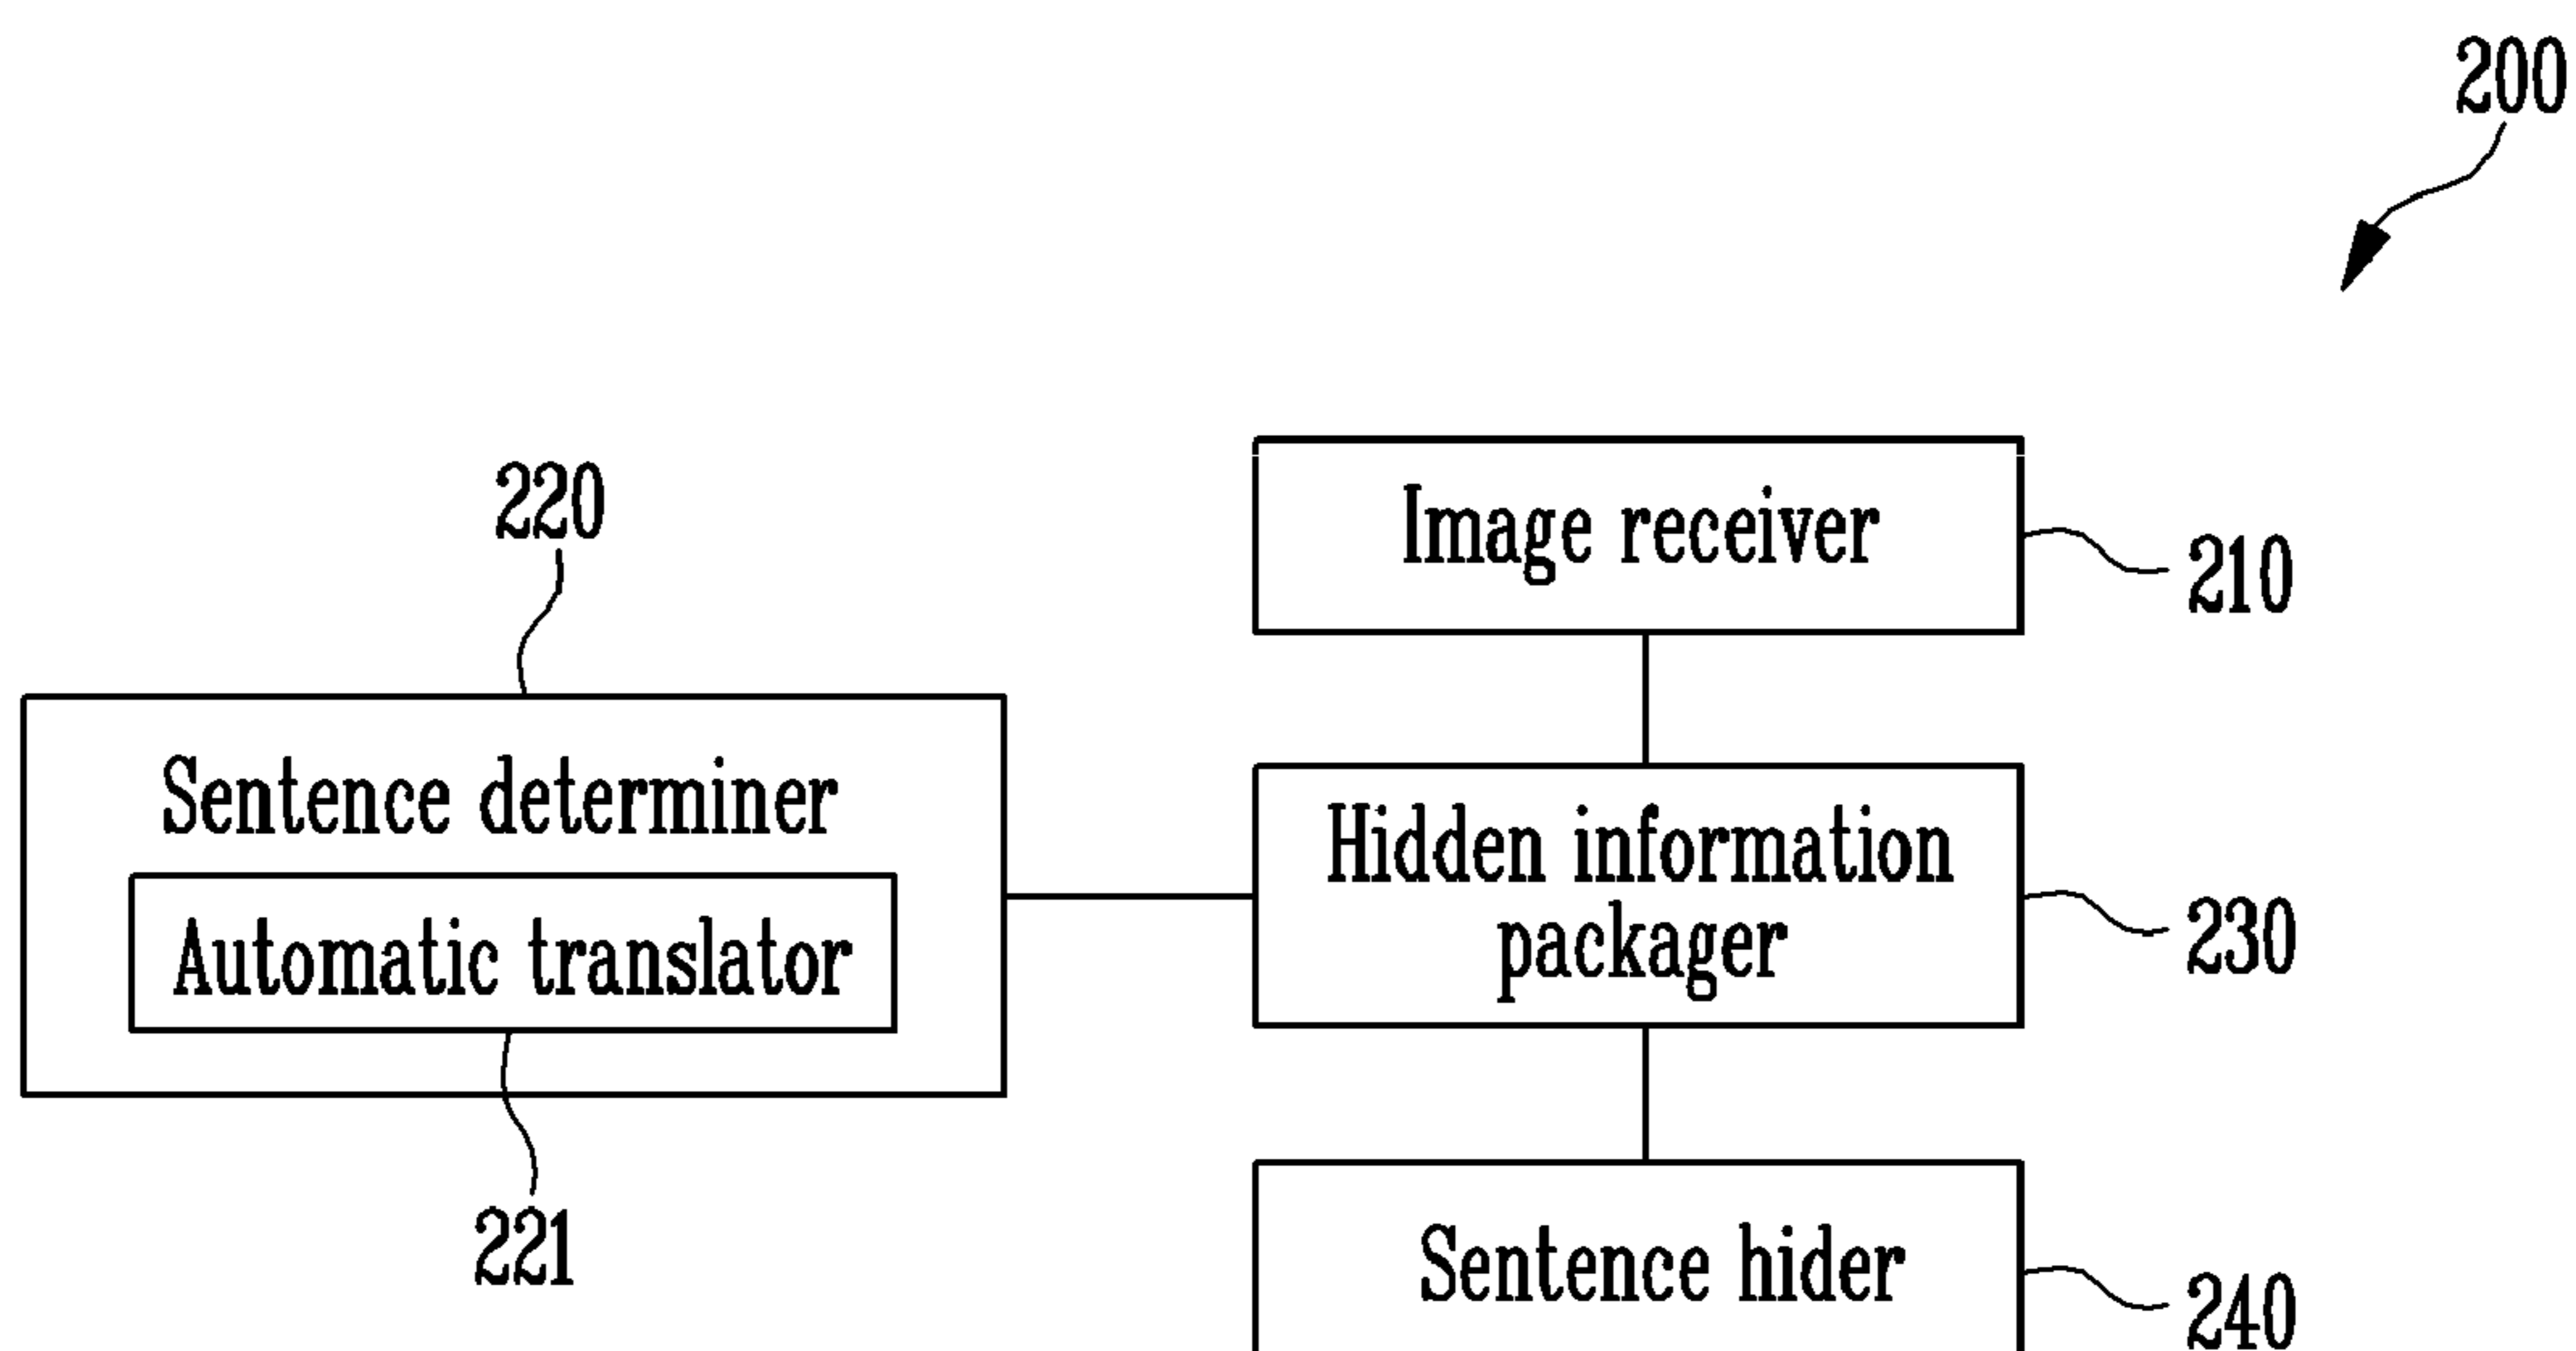 200
220
Image receiver
210
Sentence determiner
Automatic translator
Hidden information
packager
230
221
Sentence hider
240